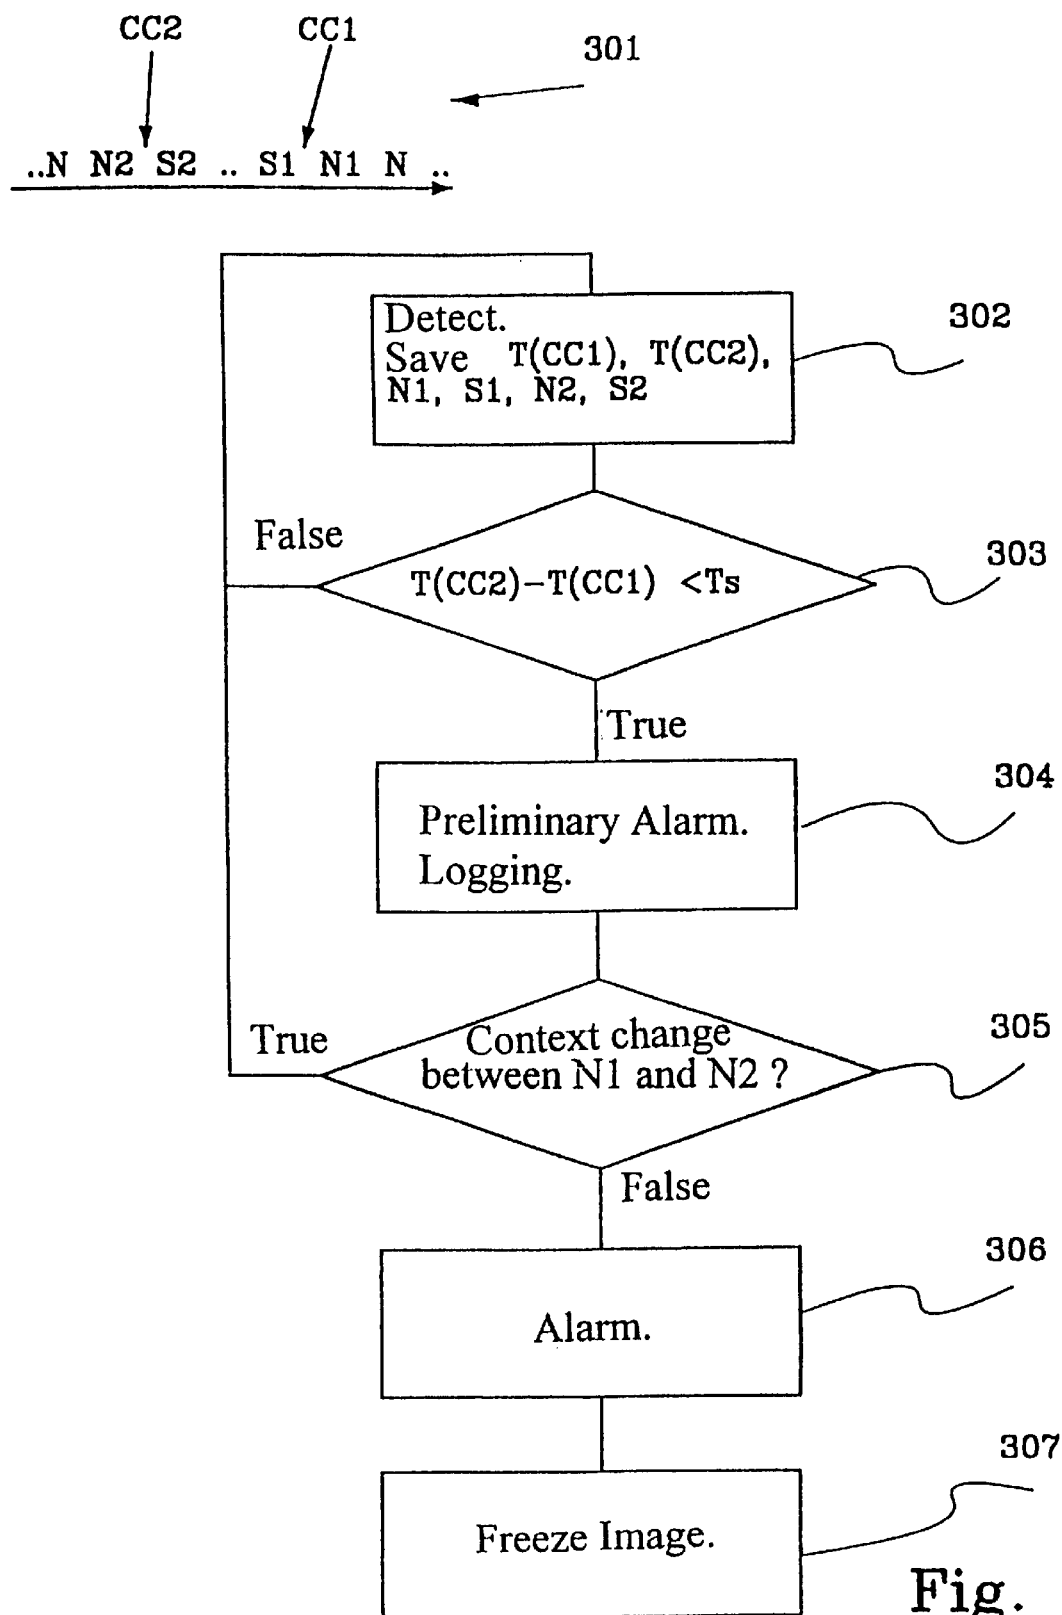 CC2 CC1
301
..N N2 S2 .. S1 N1 N ..
Detect.
Save T(CC1), T(CC2),
N1, S1, N2, S2
302
False
T(CC2)-T(CC1) <Ts
303
True
Preliminary Alarm.
Logging.
304
True
Context change
between N1 and N2 ?
305
False
Alarm.
306
Freeze Image.
307
Fig.